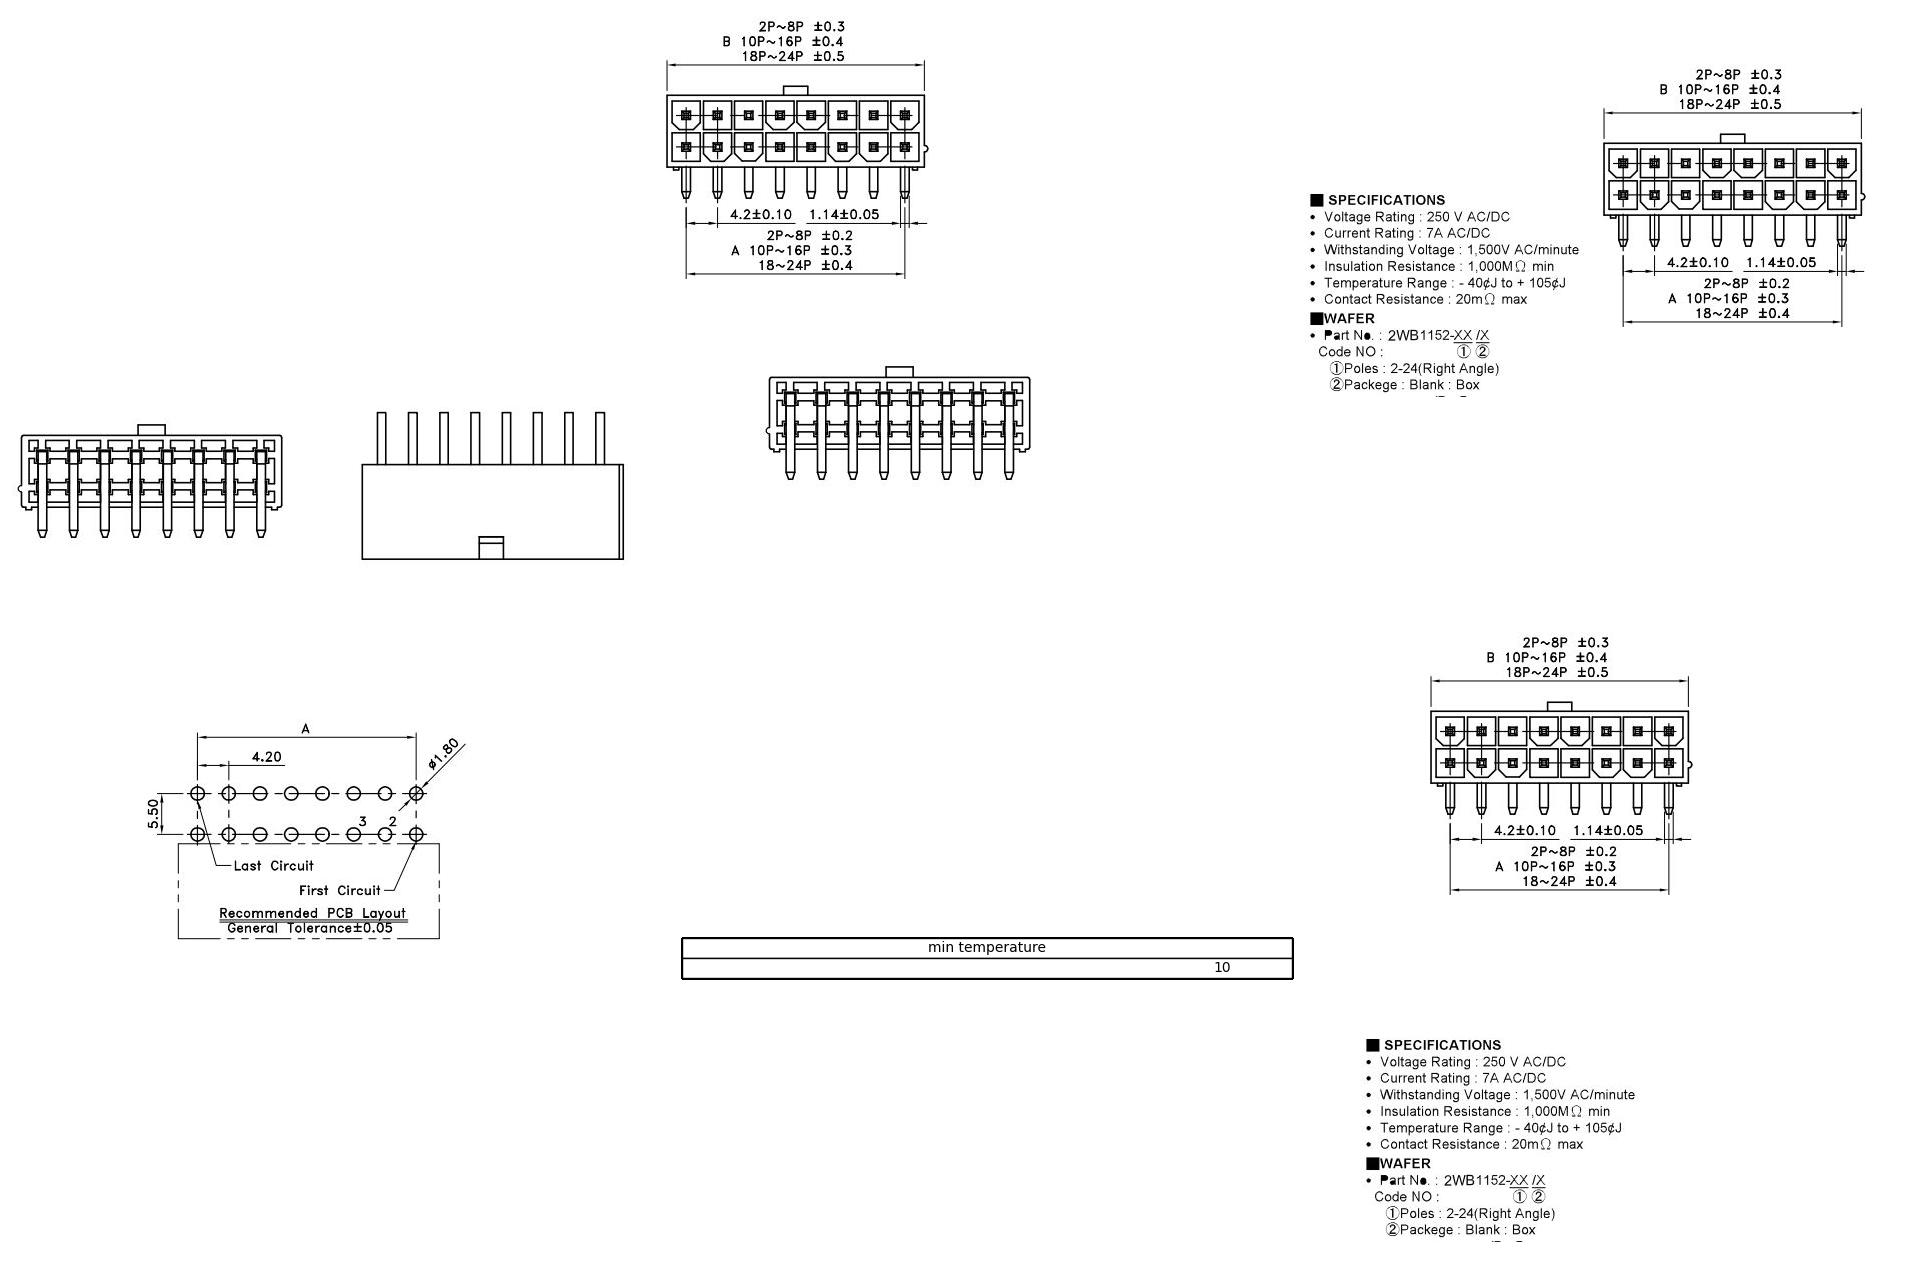 2P~8P ±0.3
B 10P~16P ±0.4
18P~24P ±0.5
4.2±0.10 1.14±0.05
2P~8P ±0.2
A 10P~16P ±0.3
18~24P ±0.4
2P~8P ±0.3
B 10P~16P ±0.4
18P~24P ±0.5
4.2±0.10 1.14±0.05
2P~8P ±0.2
A 10P~16P ±0.3
18~24P ±0.4
■ SPECIFICATIONS
• Voltage Rating : 250 V AC/DC
• Current Rating : 7A AC/DC
• Withstanding Voltage : 1,500V AC/minute
• Insulation Resistance : 1,000MΩ min
• Temperature Range : - 40¢J to + 105¢J
• Contact Resistance : 20mΩ max
■WAFER
• Part No. : 2WB1152-XX /X
Code NO : ① ②
①Poles : 2-24(Right Angle)
②Packege : Blank : Box
2P~8P ±0.3
B 10P~16P ±0.4
18P~24P ±0.5
4.2±0.10 1.14±0.05
2P~8P ±0.2
A 10P~16P ±0.3
18~24P ±0.4
A
4.20
ø1.80
5.50
3 2
Last Circuit
First Circuit
Recommended PCB Layout
General Tolerance±0.05
min temperature
10
■ SPECIFICATIONS
• Voltage Rating : 250 V AC/DC
• Current Rating : 7A AC/DC
• Withstanding Voltage : 1,500V AC/minute
• Insulation Resistance : 1,000MΩ min
• Temperature Range : - 40¢J to + 105¢J
• Contact Resistance : 20mΩ max
■WAFER
• Part No. : 2WB1152-XX /X
Code NO : ① ②
①Poles : 2-24(Right Angle)
②Packege : Blank : Box